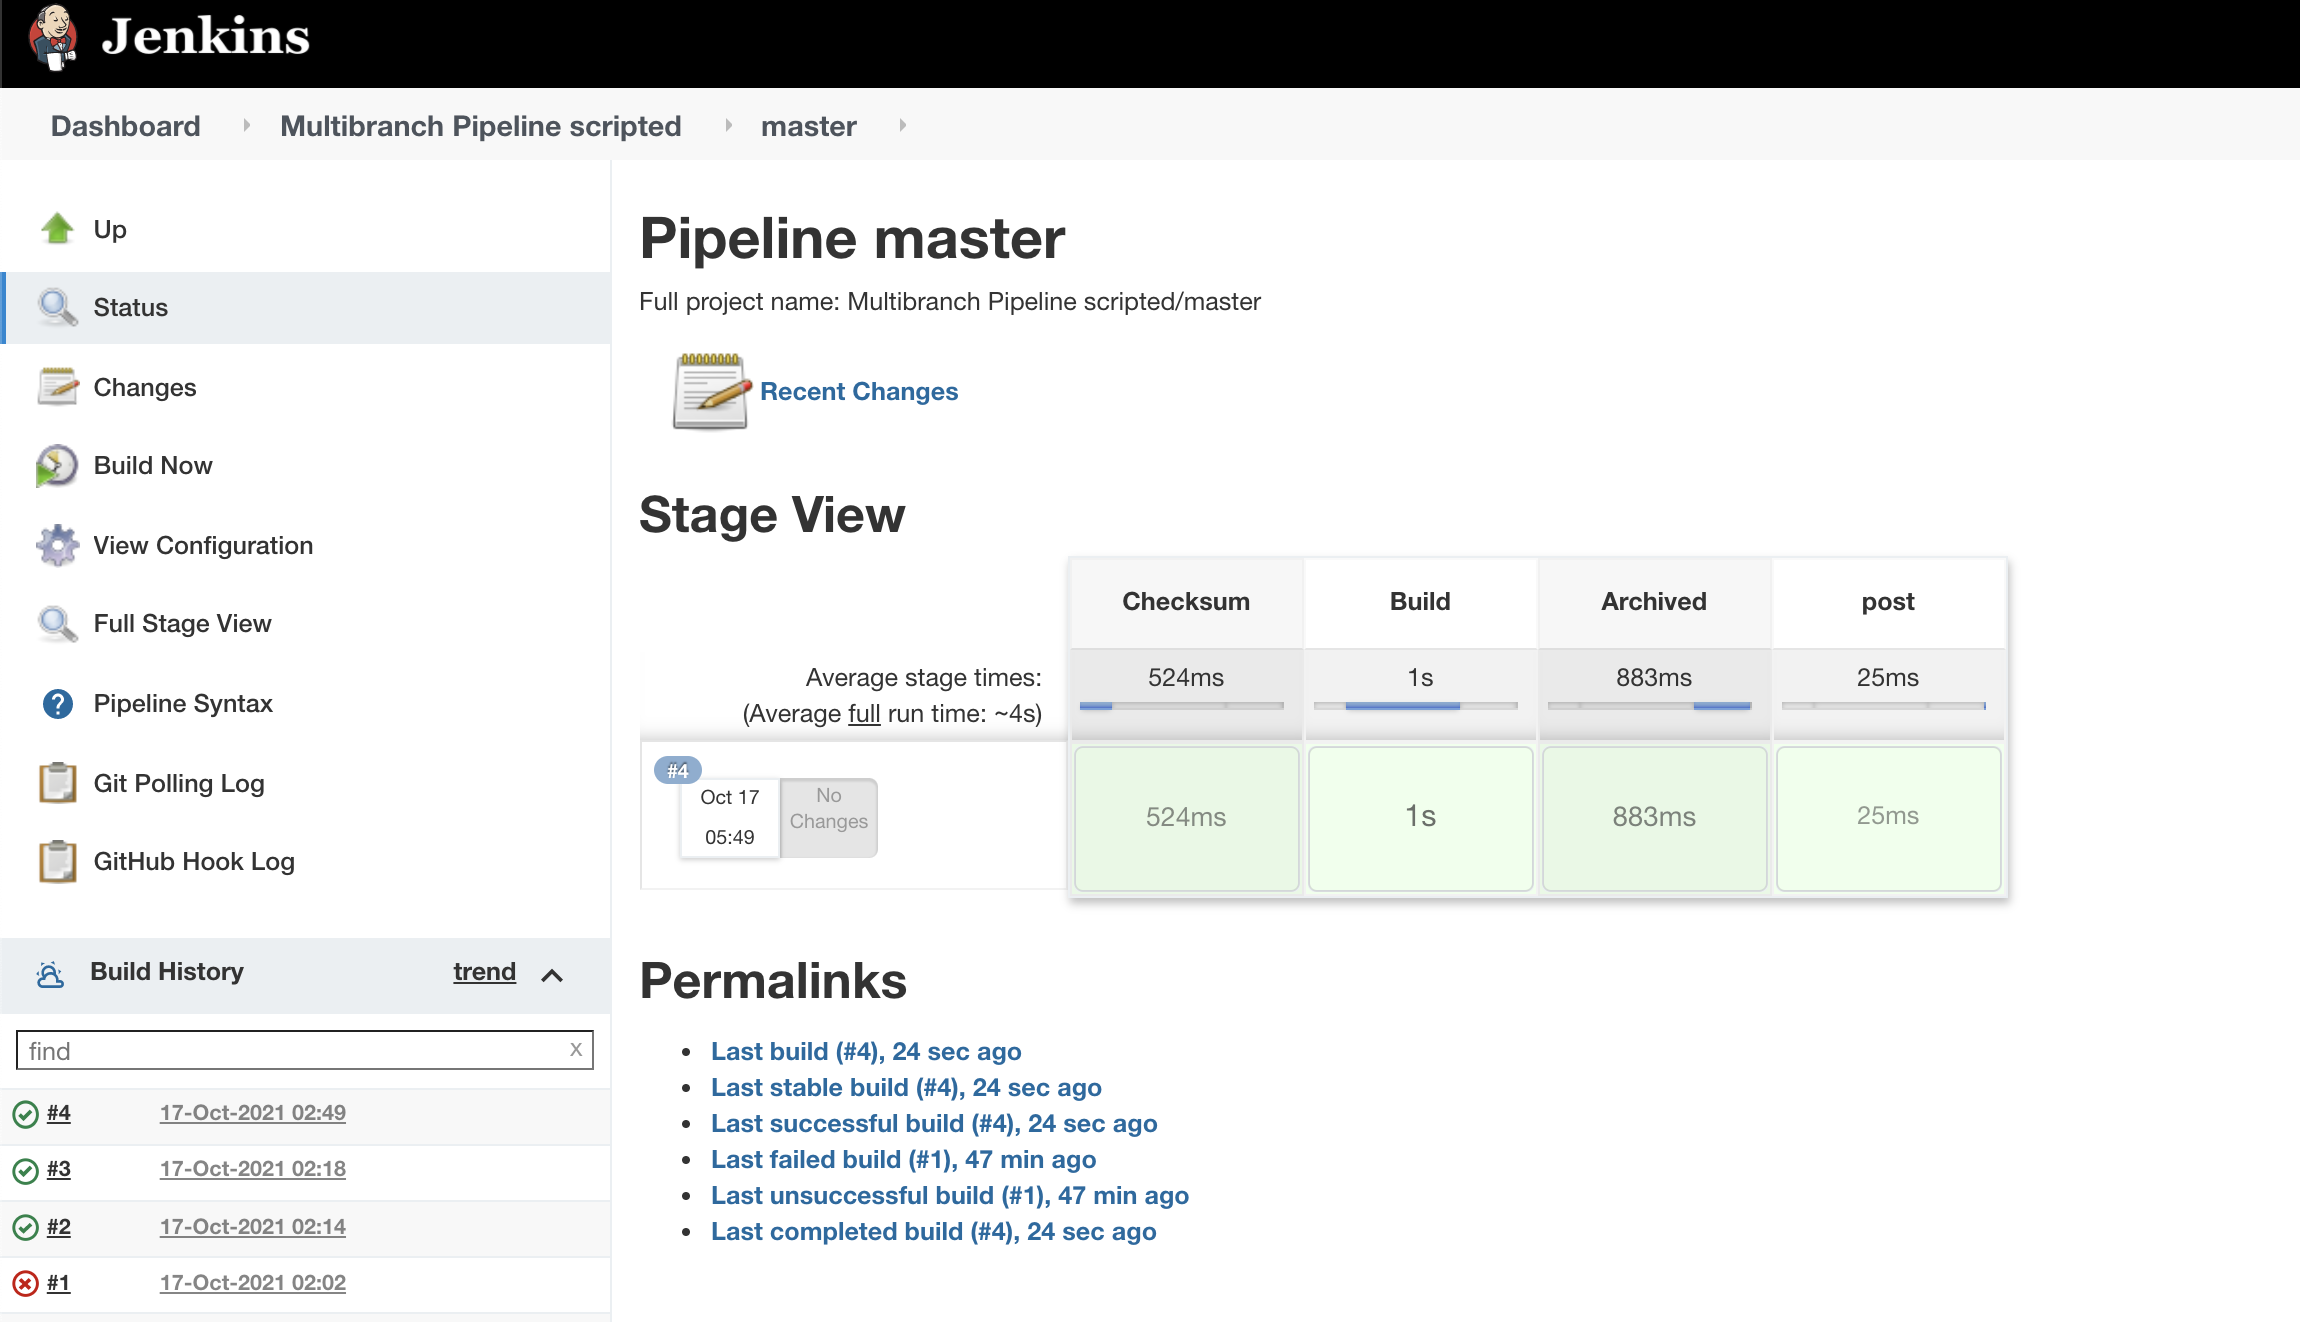 Jenkins
Dashboard Multibranch Pipeline scripted master
Up
Status
Changes
Build Now
View Configuration
Full Stage View
Pipeline Syntax
Git Polling Log
GitHub Hook Log
Build History trend
find x
#4 17-Oct-2021 02:49
#3 17-Oct-2021 02:18
#2 17-Oct-2021 02:14
#1 17-Oct-2021 02:02
Pipeline master
Full project name: Multibranch Pipeline scripted/master
Recent Changes
Stage View
Checksum Build Archived post
Average stage times: 524ms 1s 883ms 25ms
(Average full run time: ~4s)
#4
Oct 17
05:49
No
Changes
524ms 1s 883ms 25ms
Permalinks
Last build (#4), 24 sec ago
Last stable build (#4), 24 sec ago
Last successful build (#4), 24 sec ago
Last failed build (#1), 47 min ago
Last unsuccessful build (#1), 47 min ago
Last completed build (#4), 24 sec ago